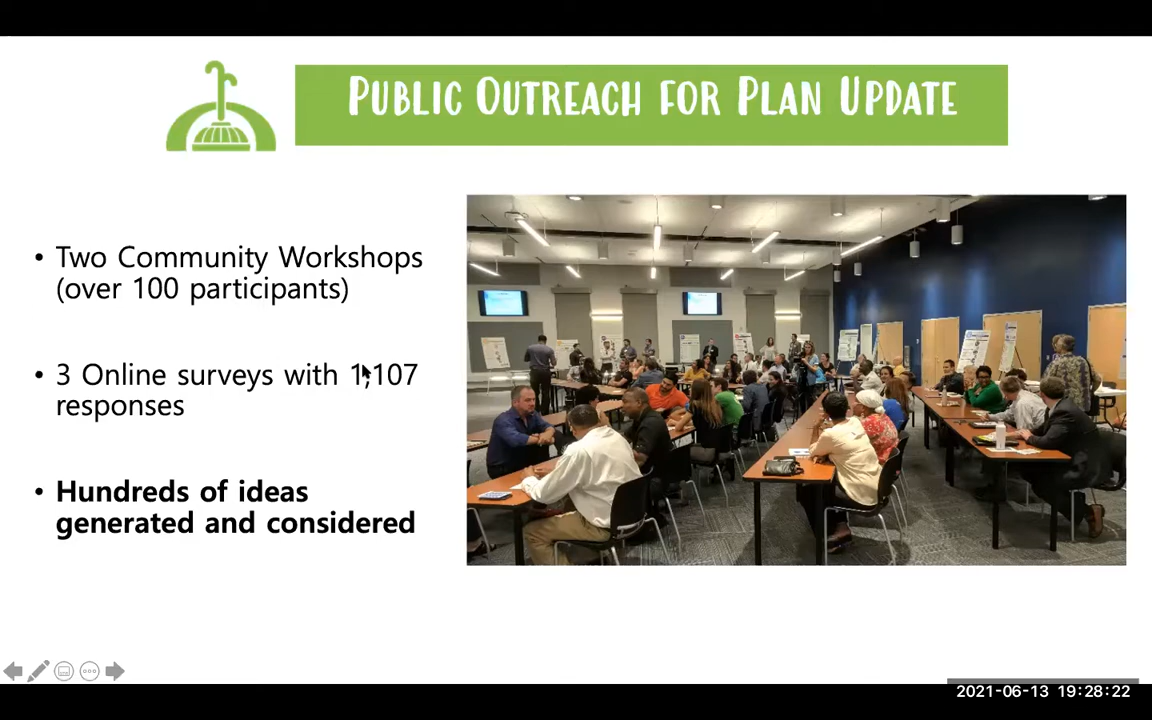 Public Outreach for Plan Update
• Two Community Workshops
(over 100 participants)
• 3 Online surveys with 1,107
responses
• Hundreds of ideas
generated and considered
2021-06-13 19:28:22